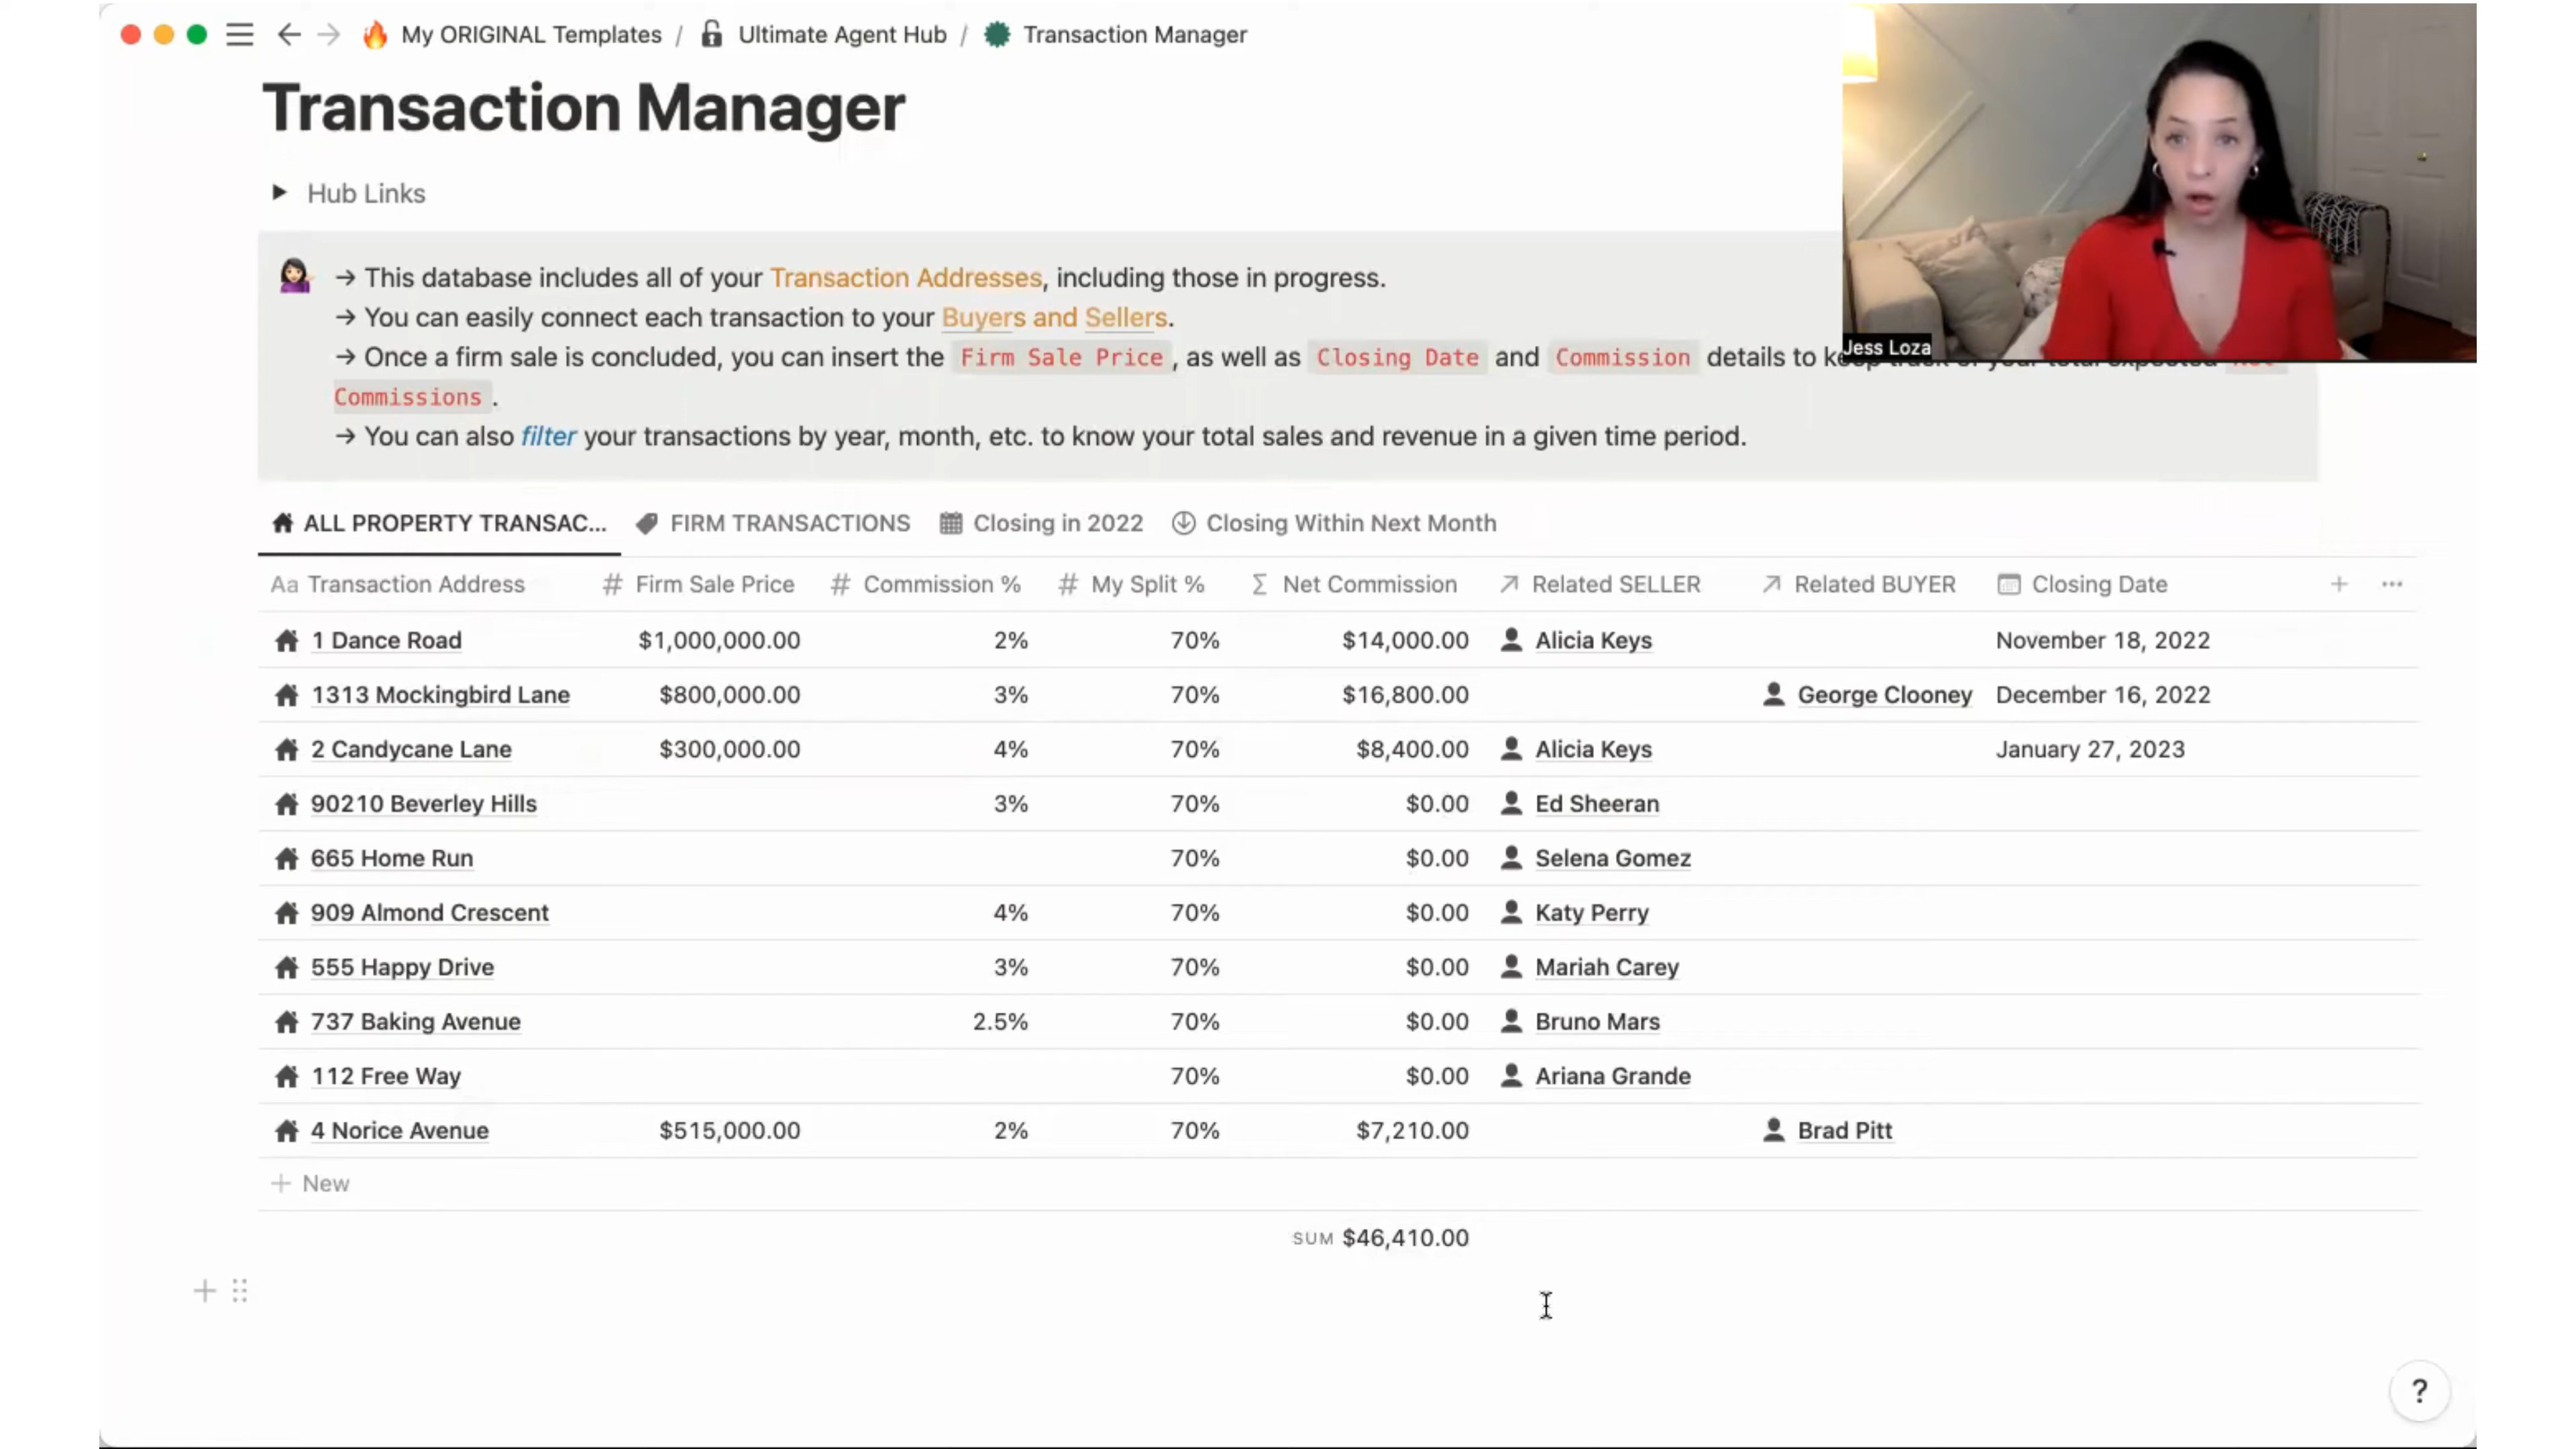 My ORIGINAL Templates / Ultimate Agent Hub / Transaction Manager
Transaction Manager
Hub Links
→ This database includes all of your Transaction Addresses, including those in progress.
→ You can easily connect each transaction to your Buyers and Sellers.
→ Once a firm sale is concluded, you can insert the Firm Sale Price, as well as Closing Date and Commission details to keep track of your total expected Net
Commissions.
→ You can also filter your transactions by year, month, etc. to know your total sales and revenue in a given time period.
Jess Loza
ALL PROPERTY TRANSAC... FIRM TRANSACTIONS Closing in 2022 Closing Within Next Month
Aa Transaction Address # Firm Sale Price # Commission % # My Split % Σ Net Commission Related SELLER Related BUYER Closing Date + ...
1 Dance Road $1,000,000.00 2% 70% $14,000.00 Alicia Keys November 18, 2022
1313 Mockingbird Lane $800,000.00 3% 70% $16,800.00 George Clooney December 16, 2022
2 Candycane Lane $300,000.00 4% 70% $8,400.00 Alicia Keys January 27, 2023
90210 Beverley Hills 3% 70% $0.00 Ed Sheeran
665 Home Run 70% $0.00 Selena Gomez
909 Almond Crescent 4% 70% $0.00 Katy Perry
555 Happy Drive 3% 70% $0.00 Mariah Carey
737 Baking Avenue 2.5% 70% $0.00 Bruno Mars
112 Free Way 70% $0.00 Ariana Grande
4 Norice Avenue $515,000.00 2% 70% $7,210.00 Brad Pitt
+ New
SUM $46,410.00
?